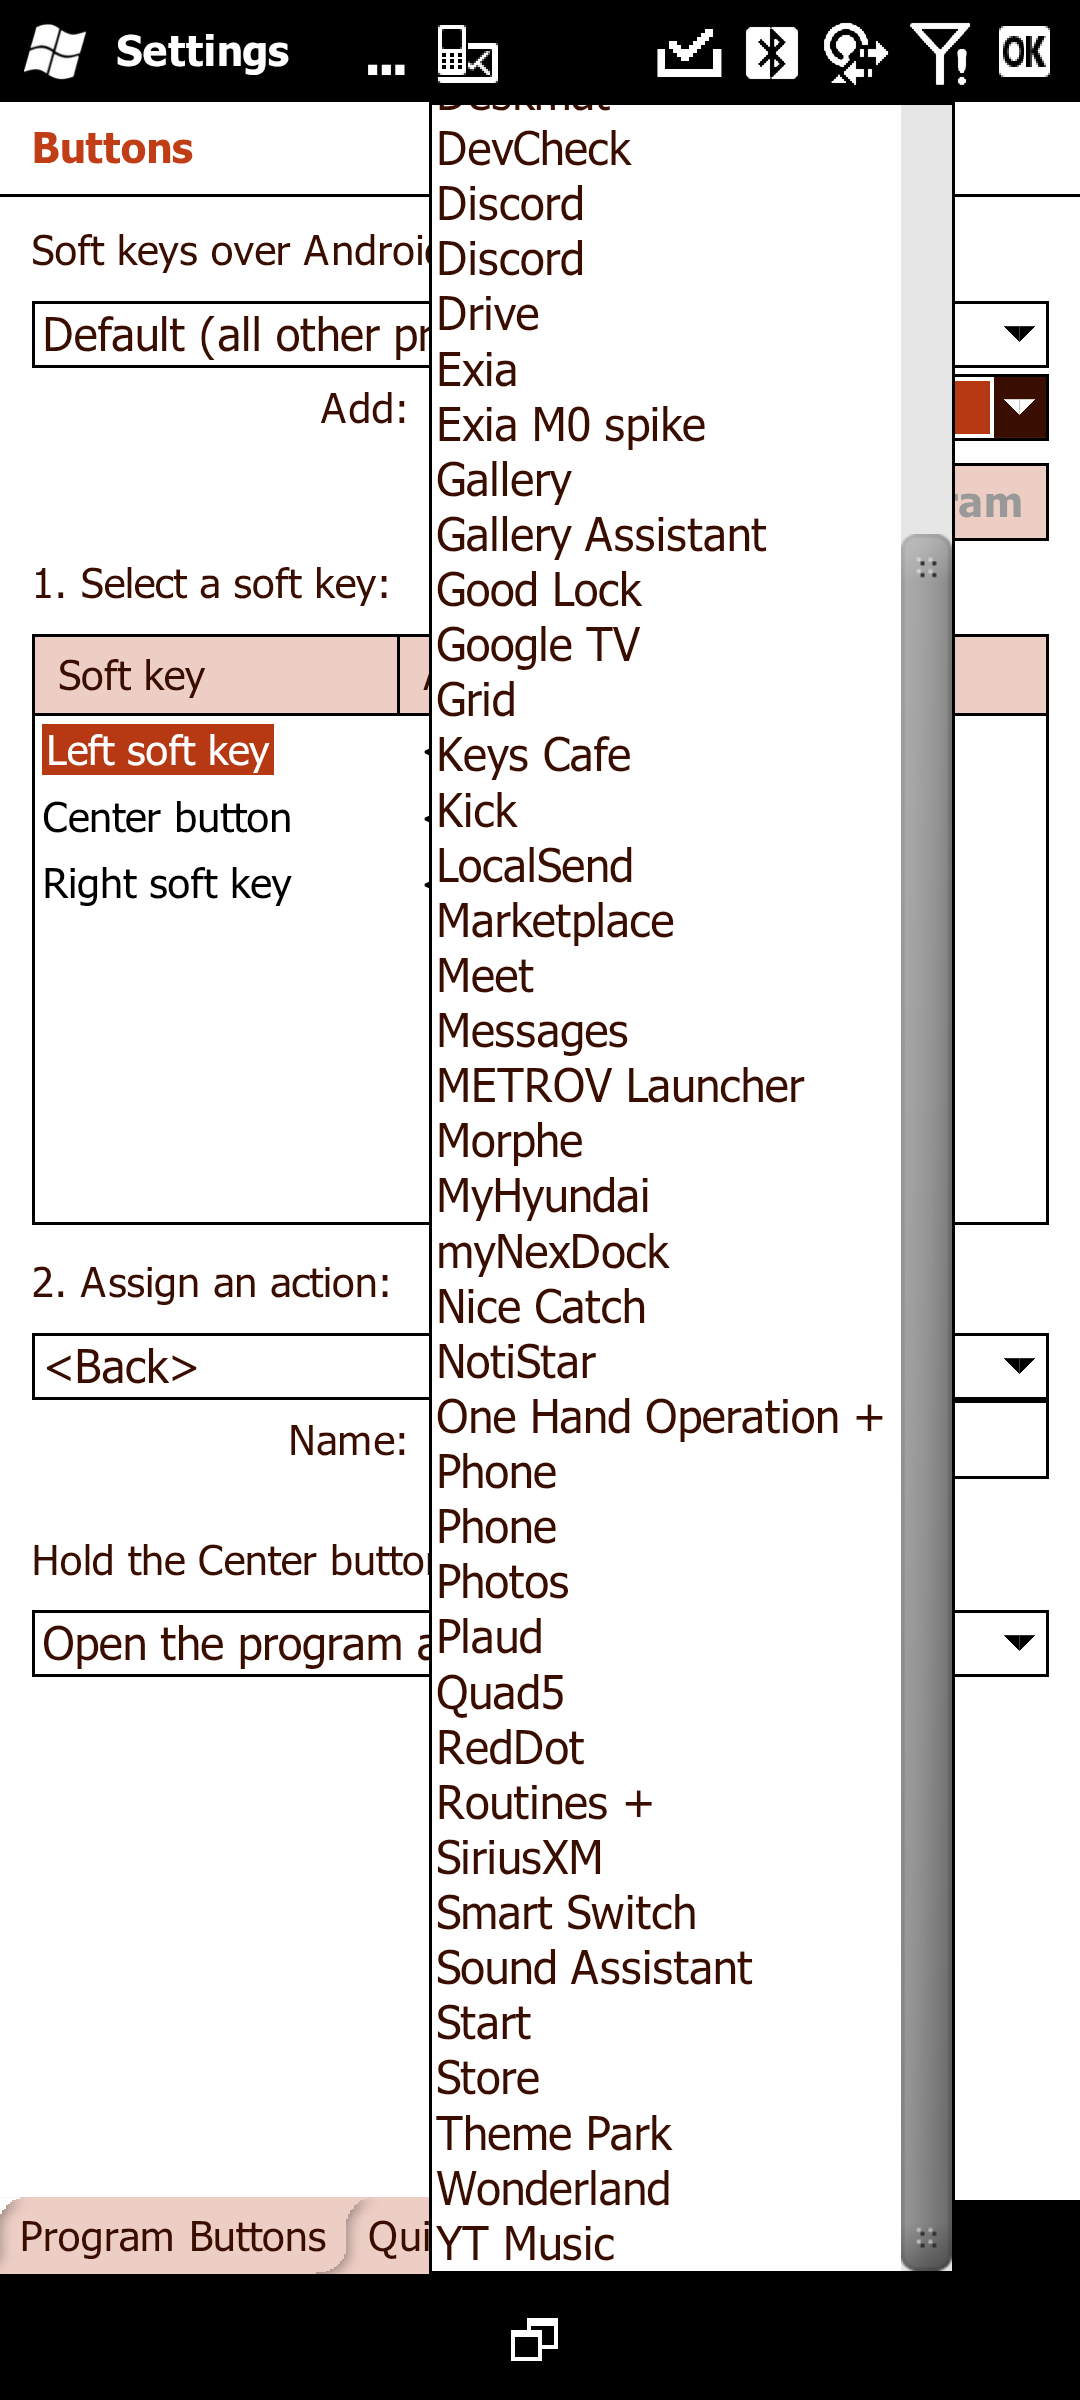 Settings
...
OK
Buttons
Soft keys over Androi
Default (all other pr
Add:
ram
1. Select a soft key:
Soft key
Left soft key
Center button
Right soft key
2. Assign an action:
<Back>
Name:
Hold the Center butto
Open the program a
Program Buttons
Qui
DevCheck
Discord
Discord
Drive
Exia
Exia M0 spike
Gallery
Gallery Assistant
Good Lock
Google TV
Grid
Keys Cafe
Kick
LocalSend
Marketplace
Meet
Messages
METROV Launcher
Morphe
MyHyundai
myNexDock
Nice Catch
NotiStar
One Hand Operation +
Phone
Phone
Photos
Plaud
Quad5
RedDot
Routines +
SiriusXM
Smart Switch
Sound Assistant
Start
Store
Theme Park
Wonderland
YT Music